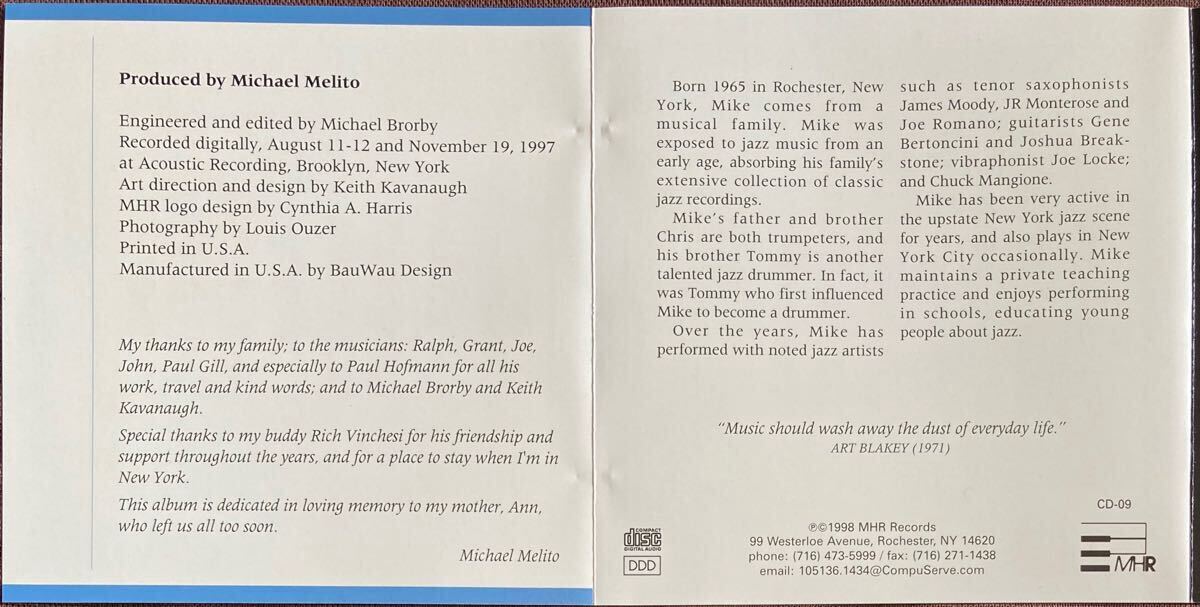 Produced by Michael Melito
Engineered and edited by Michael Brorby
Recorded digitally, August 11-12 and November 19, 1997
at Acoustic Recording, Brooklyn, New York
Art direction and design by Keith Kavanaugh
MHR logo design by Cynthia A. Harris
Photography by Louis Ouzer
Printed in U.S.A.
Manufactured in U.S.A. by BauWau Design
My thanks to my family; to the musicians: Ralph, Grant, Joe,
John, Paul Gill, and especially to Paul Hofmann for all his
work, travel and kind words; and to Michael Brorby and Keith
Kavanaugh.
Special thanks to my buddy Rich Vinchesi for his friendship and
support throughout the years, and for a place to stay when I'm in
New York.
This album is dedicated in loving memory to my mother, Ann,
who left us all too soon.
Michael Melito
Born 1965 in Rochester, New
York, Mike comes from a
musical family. Mike was
exposed to jazz music from an
early age, absorbing his family's
extensive collection of classic
jazz recordings.
Mike's father and brother
Chris are both trumpeters, and
his brother Tommy is another
talented jazz drummer. In fact, it
was Tommy who first influenced
Mike to become a drummer.
Over the years, Mike has
performed with noted jazz artists
such as tenor saxophonists
James Moody, JR Monterose and
Joe Romano; guitarists Gene
Bertoncini and Joshua Break-
stone; vibraphonist Joe Locke;
and Chuck Mangione.
Mike has been very active in
the upstate New York jazz scene
for years, and also plays in New
York City occasionally. Mike
maintains a private teaching
practice and enjoys performing
in schools, educating young
people about jazz.
"Music should wash away the dust of everyday life."
ART BLAKEY (1971)
CD-09
COMPACT
disc
DIGITAL AUDIO
DDD
℗©1998 MHR Records
99 Westerloe Avenue, Rochester, NY 14620
phone: (716) 473-5999 / fax: (716) 271-1438
email: 105136.1434@CompuServe.com
MHR